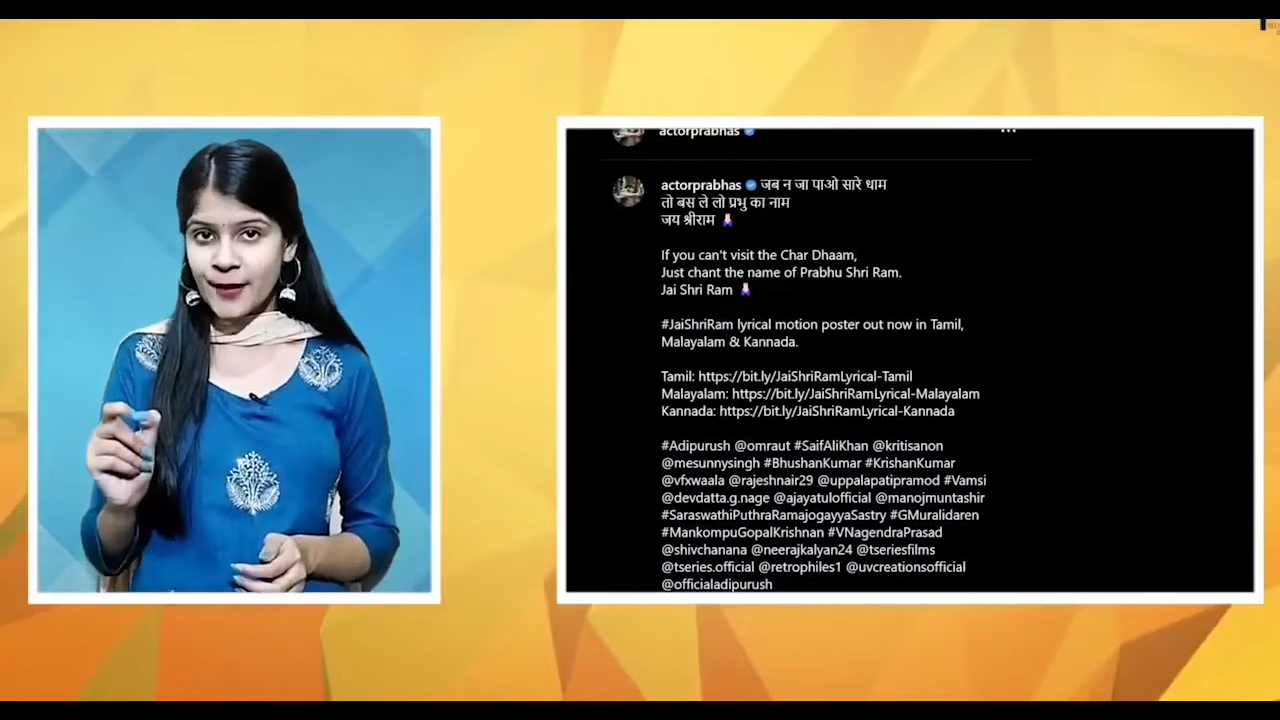 actorprabhas
actorprabhas जब न जा पाओ सारे धाम
तो बस ले लो प्रभु का नाम
जय श्रीराम
If you can't visit the Char Dhaam,
Just chant the name of Prabhu Shri Ram.
Jai Shri Ram
#JaiShriRam lyrical motion poster out now in Tamil,
Malayalam & Kannada.
Tamil: https://bit.ly/JaiShriRamLyrical-Tamil
Malayalam: https://bit.ly/JaiShriRamLyrical-Malayalam
Kannada: https://bit.ly/JaiShriRamLyrical-Kannada
#Adipurush @omraut #SaifAliKhan @kritisanon
@mesunnysingh #BhushanKumar #KrishanKumar
@vfxwaala @rajeshnair29 @uppalapatipramod #Vamsi
@devdatta.g.nage @ajayatulofficial @manojmuntashir
#SaraswathiPuthraRamajogayyaSastry #GMuralidaren
#MankompuGopalKrishnan #VNagendraPrasad
@shivchanana @neerajkalyan24 @tseriesfilms
@tseries.official @retrophiles1 @uvcreationsofficial
@officialadipurush